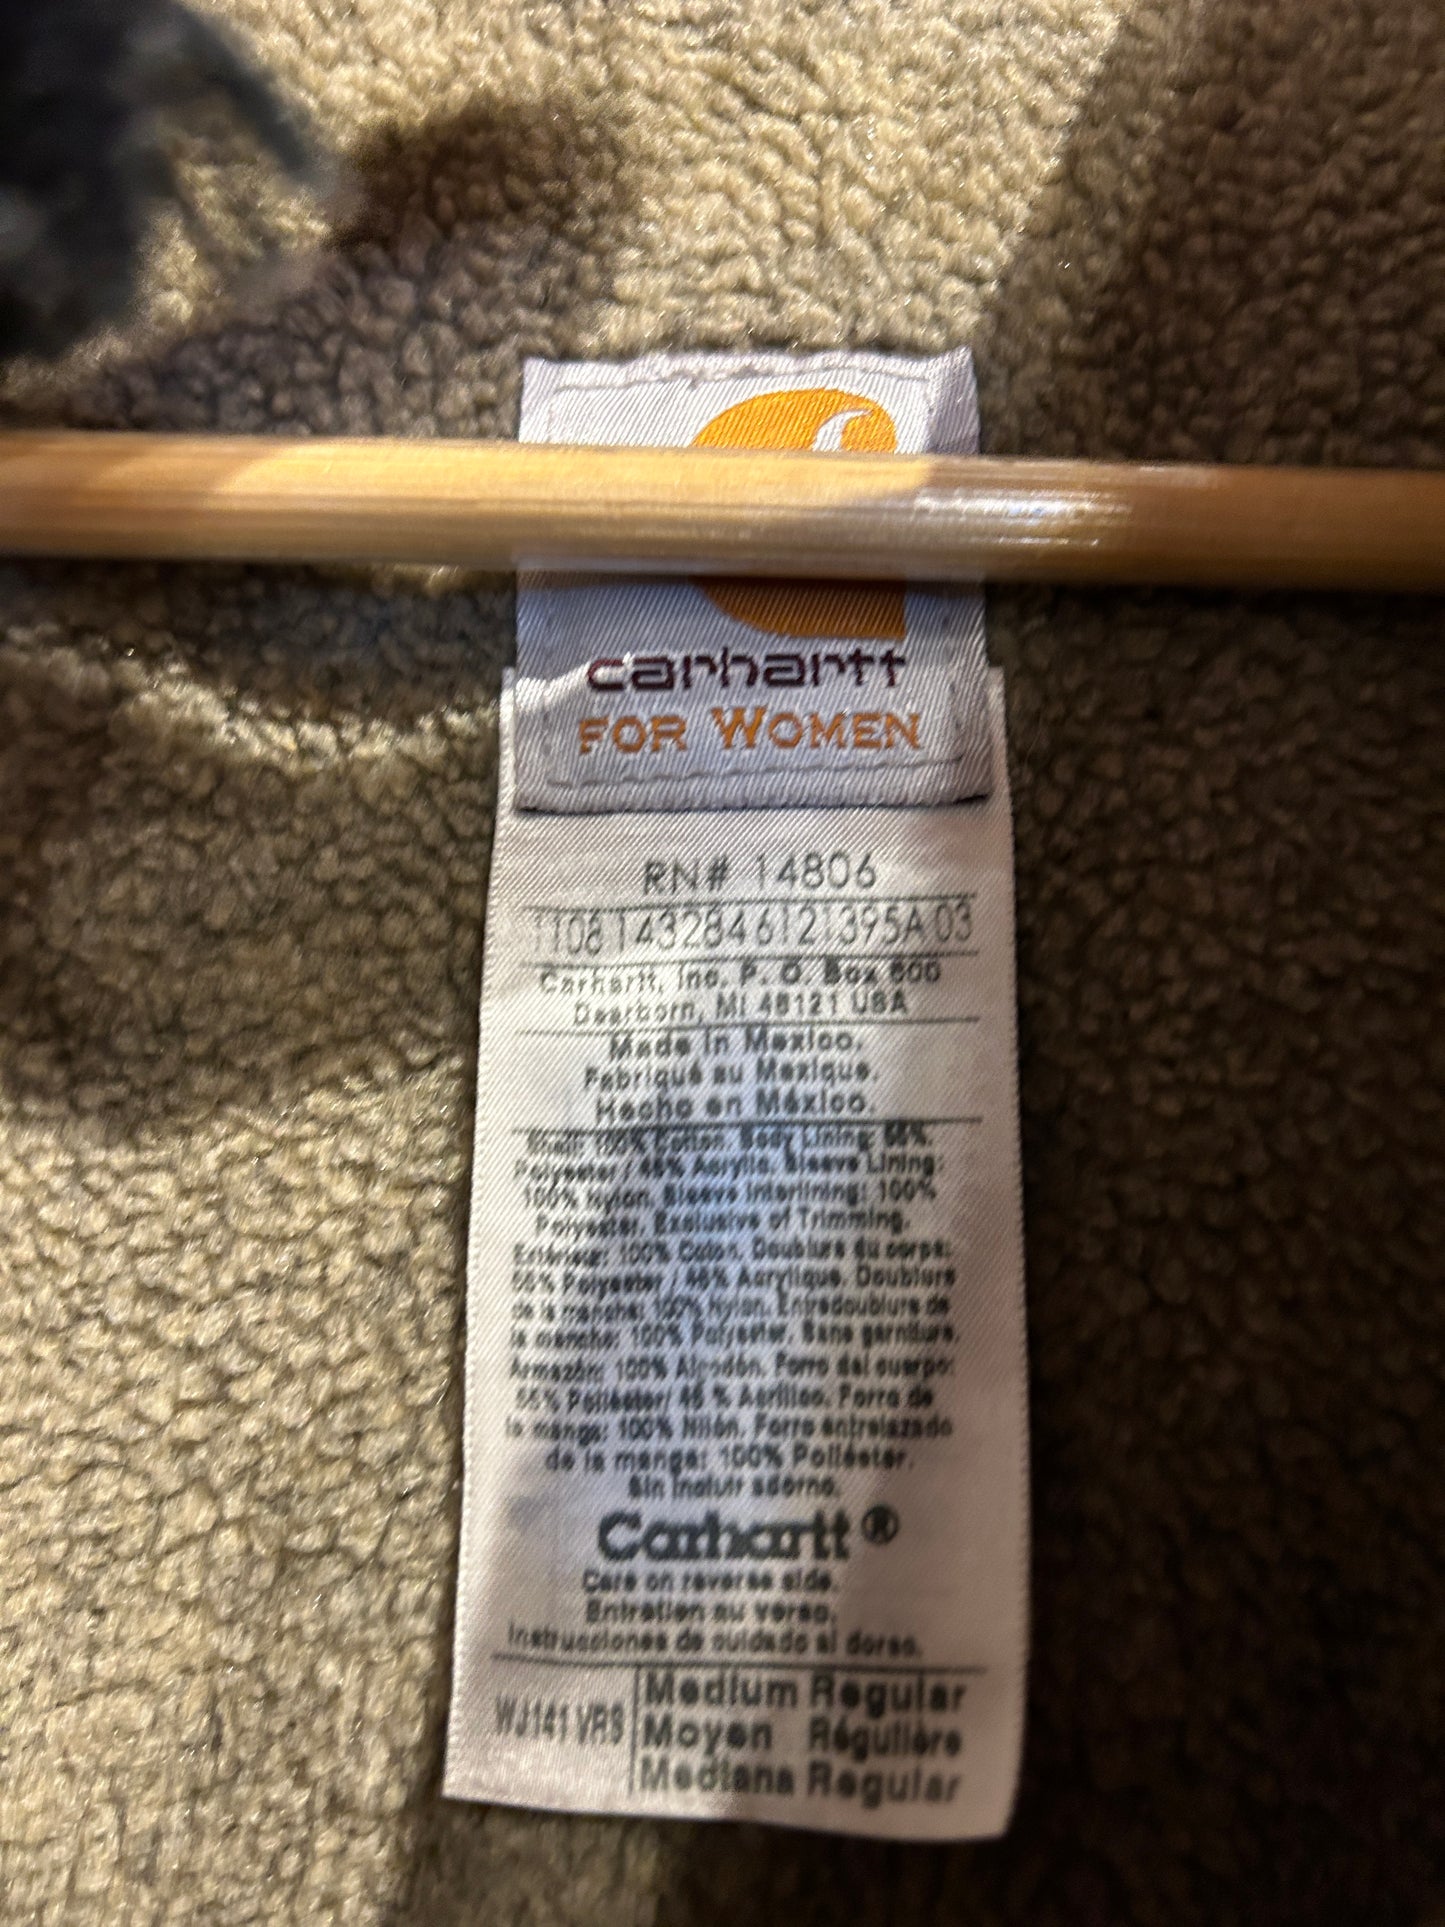 carhartt
FOR WOMEN
RN# 14806
1108 143284 6121395A 03
Carhartt, Inc. P. O. Box 600
Dearborn, MI 48121 USA
Made in Mexico.
Fabriqué au Mexique.
Hecho en México.
Shell: 100% Cotton. Body Lining: 55%
Polyester / 45% Acrylic. Sleeve Lining:
100% Nylon. Sleeve Interlining: 100%
Polyester. Exclusive of Trimming.
Extérieur: 100% Coton. Doublure du corps:
55% Polyester / 45% Acrylique. Doublure
de la manche: 100% Nylon. Entredoublure de
la manche: 100% Polyester. Sans garniture.
Armazón: 100% Algodón. Forro del cuerpo:
55% Poliéster/ 45 % Acrílico. Forro de
la manga: 100% Nilón. Forro entrelazado
de la manga: 100% Poliéster.
Sin incluir adorno.
Carhartt®
Care on reverse side.
Entretien au verso.
Instrucciones de cuidado al dorso.
WJ141 VRS
Medium Regular
Moyen Régulière
Mediana Regular